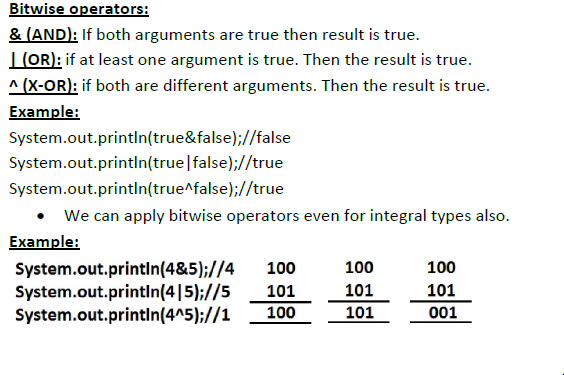 Bitwise operators:
& (AND): If both arguments are true then result is true.
| (OR): if at least one argument is true. Then the result is true.
^ (X-OR): if both are different arguments. Then the result is true.
Example:
System.out.println(true&false);//false
System.out.println(true|false);//true
System.out.println(true^false);//true
• We can apply bitwise operators even for integral types also.
Example:
System.out.println(4&5);//4 100 100 100
System.out.println(4|5);//5 101 101 101
System.out.println(4^5);//1 100 101 001